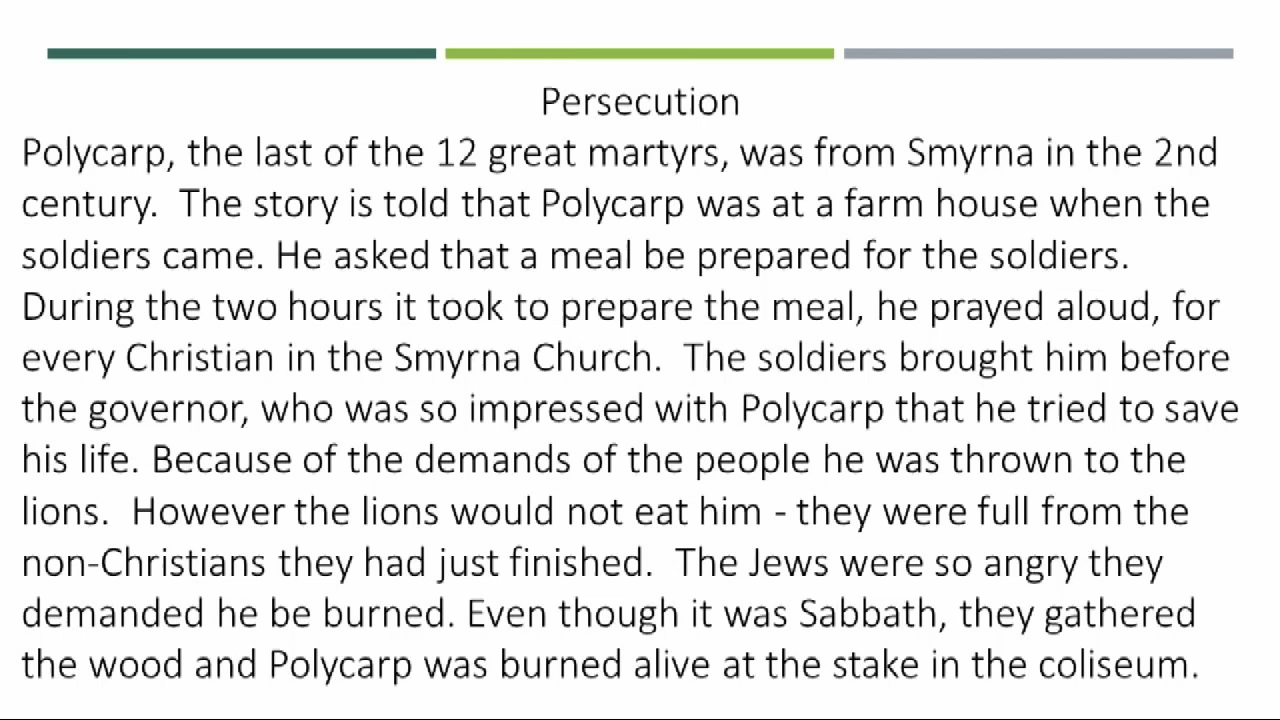 Persecution
Polycarp, the last of the 12 great martyrs, was from Smyrna in the 2nd
century.  The story is told that Polycarp was at a farm house when the
soldiers came. He asked that a meal be prepared for the soldiers.
During the two hours it took to prepare the meal, he prayed aloud, for
every Christian in the Smyrna Church.  The soldiers brought him before
the governor, who was so impressed with Polycarp that he tried to save
his life. Because of the demands of the people he was thrown to the
lions.  However the lions would not eat him - they were full from the
non-Christians they had just finished.  The Jews were so angry they
demanded he be burned. Even though it was Sabbath, they gathered
the wood and Polycarp was burned alive at the stake in the coliseum.